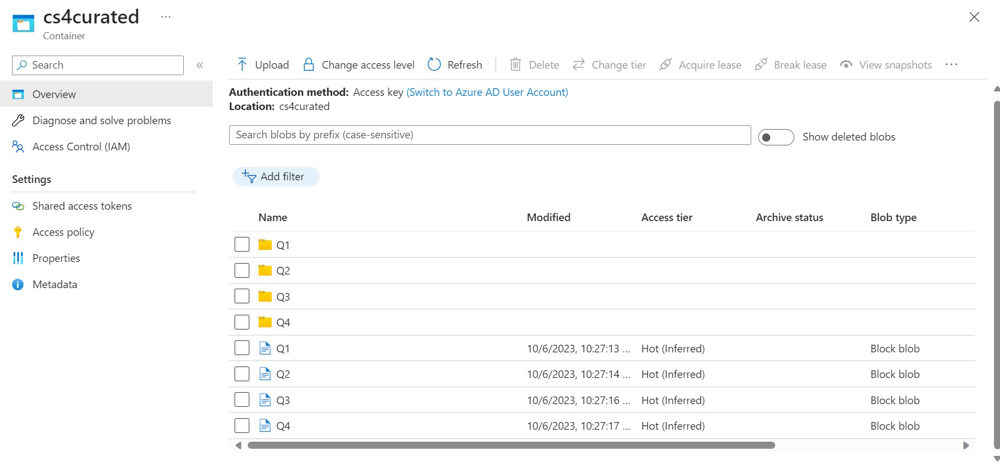 cs4curated ...
Container
Search «
Overview
Diagnose and solve problems
Access Control (IAM)
Settings
Shared access tokens
Access policy
Properties
Metadata
Upload Change access level Refresh Delete Change tier Acquire lease Break lease View snapshots ...
Authentication method: Access key (Switch to Azure AD User Account)
Location: cs4curated
Search blobs by prefix (case-sensitive) Show deleted blobs
Add filter
Name Modified Access tier Archive status Blob type
Q1
Q2
Q3
Q4
Q1 10/6/2023, 10:27:13 ... Hot (Inferred) Block blob
Q2 10/6/2023, 10:27:14 ... Hot (Inferred) Block blob
Q3 10/6/2023, 10:27:16 ... Hot (Inferred) Block blob
Q4 10/6/2023, 10:27:17 ... Hot (Inferred) Block blob